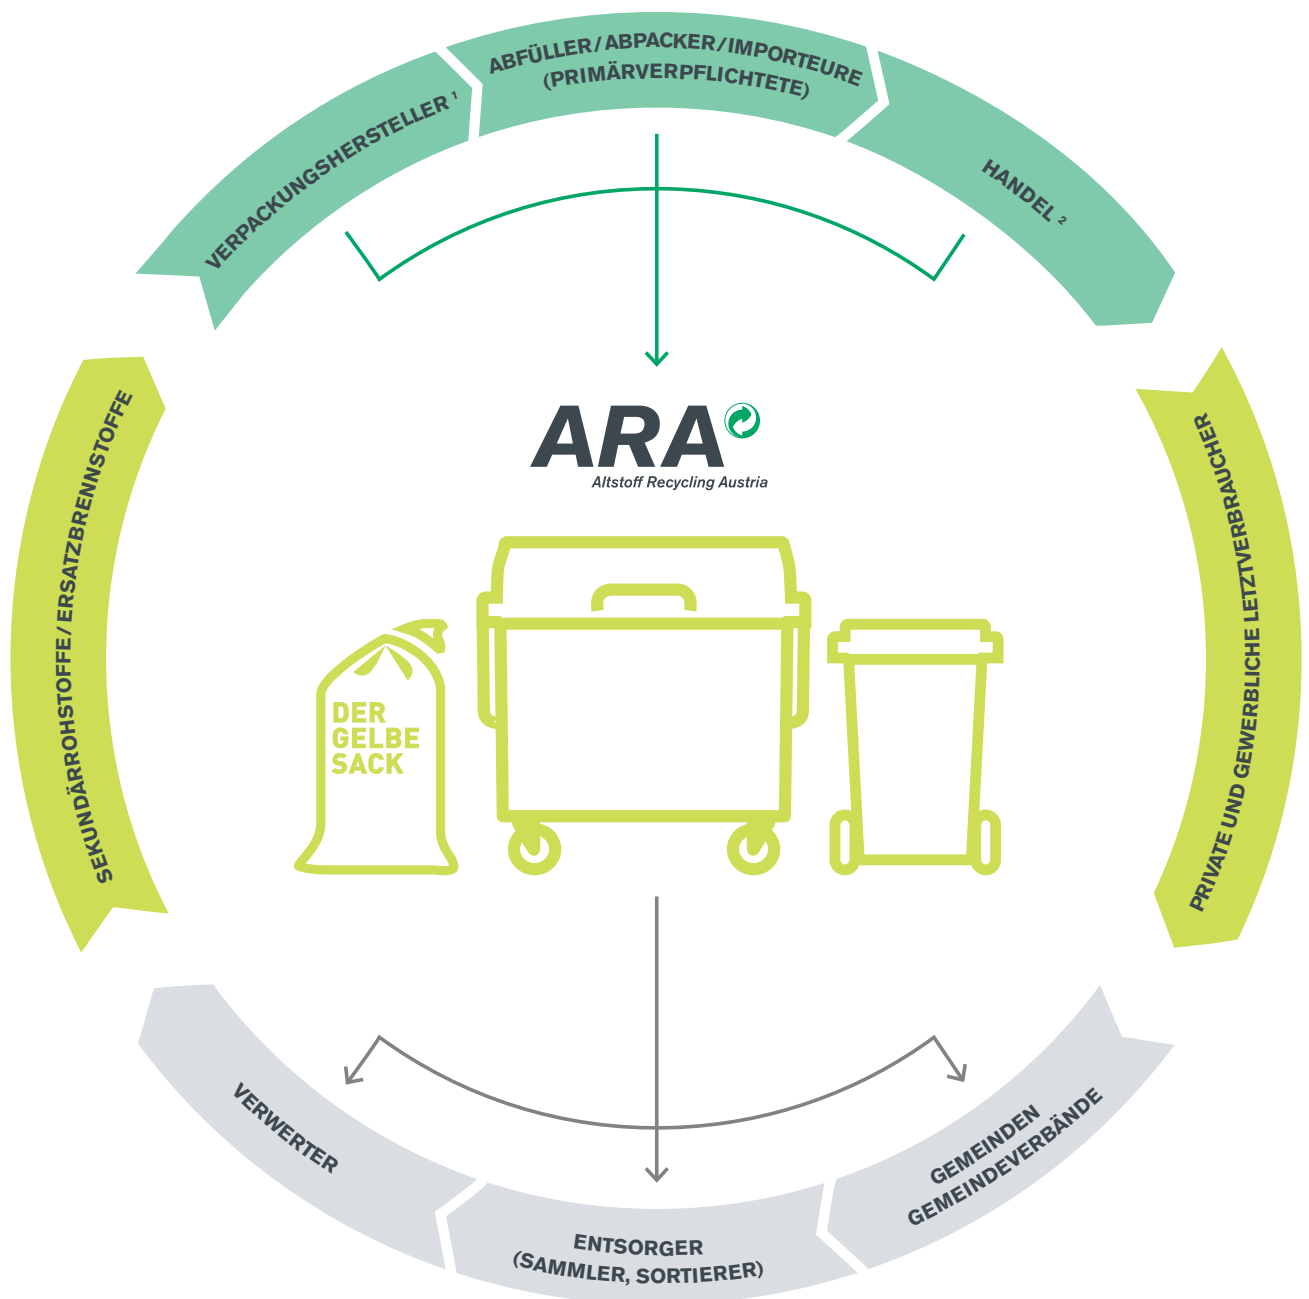 ABFÜLLER/ABPACKER/IMPORTEURE
(PRIMÄRVERPFLICHTETE)
VERPACKUNGSHERSTELLER ¹
HANDEL ²
ARA
Altstoff Recycling Austria
SEKUNDÄRROHSTOFFE/ERSATZBRENNSTOFFE
PRIVATE UND GEWERBLICHE LETZTVERBRAUCHER
DER
GELBE
SACK
VERWERTER
GEMEINDEN
GEMEINDEVERBÄNDE
ENTSORGER
(SAMMLER, SORTIERER)